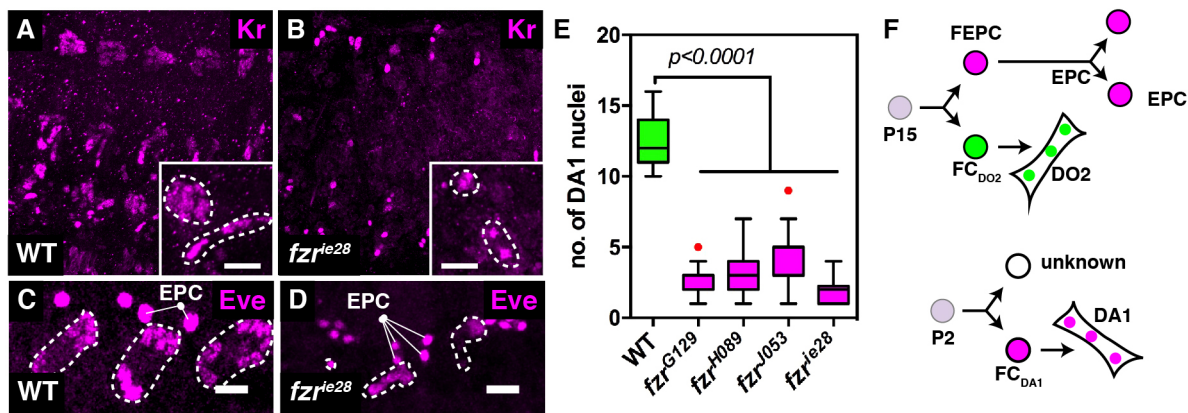 A Kr
WT
B Kr
fzr^ie28
C EPC Eve
WT
D EPC Eve
fzr^ie28
E
no. of DA1 nuclei
20
15
10
5
0
p<0.0001
WT
fzr^G129
fzr^H089
fzr^J053
fzr^ie28
F
FEPC
EPC
EPC
P15
FC_DO2
DO2
unknown
P2
DA1
FC_DA1